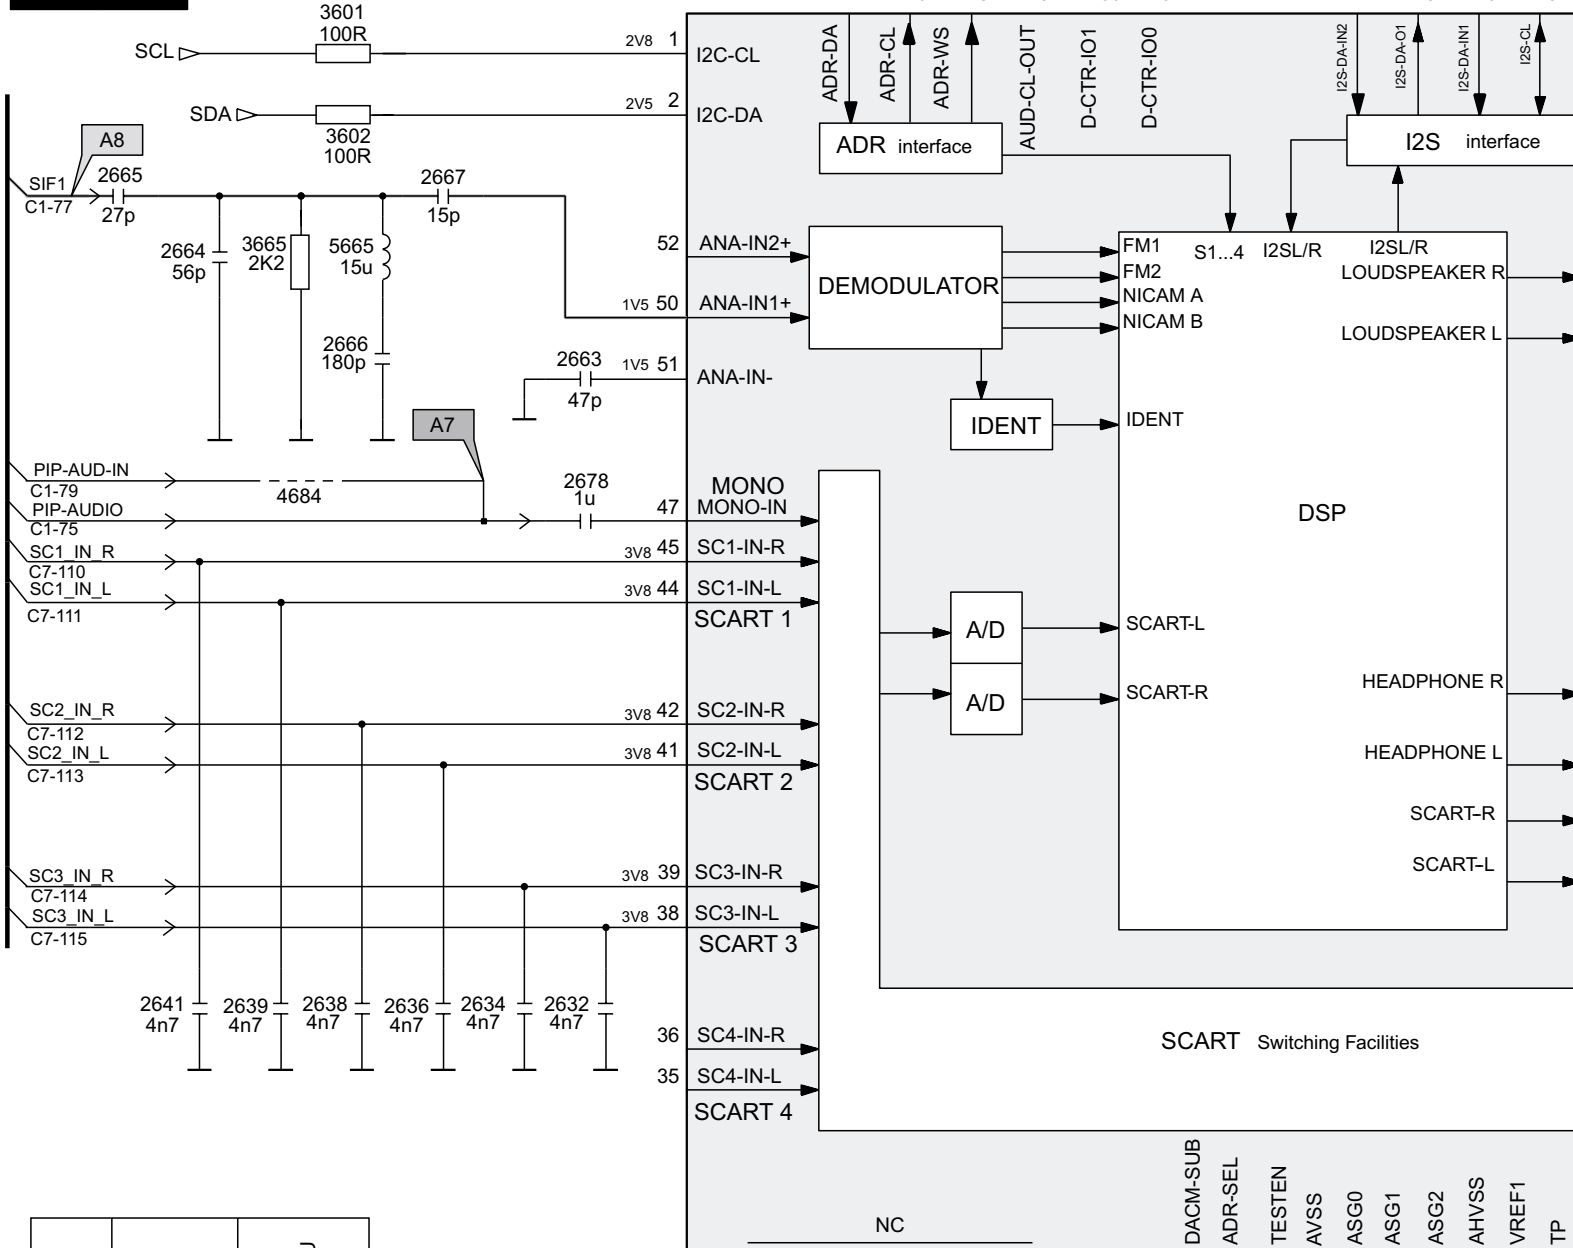 3601
100R
SCL
2V8 1
I2C-CL
SDA
2V5 2
I2C-DA
3602
100R
ADR-DA
ADR-CL
ADR-WS
AUD-CL-OUT
D-CTR-IO1
D-CTR-IO0
I2S-DA-IN2
I2S-DA-O1
I2S-DA-IN1
I2S-CL
ADR interface
I2S interface
A8
SIF1
C1-77
2665
27p
2667
15p
2664
56p
3665
2K2
5665
15u
2666
180p
52 ANA-IN2+
1V5 50 ANA-IN1+
2663
47p
1V5 51
ANA-IN-
DEMODULATOR
FM1
FM2
NICAM A
NICAM B
S1...4
I2SL/R
I2SL/R
LOUDSPEAKER R
LOUDSPEAKER L
IDENT
IDENT
DSP
A7
PIP-AUD-IN
C1-79
4684
PIP-AUDIO
C1-75
2678
1u
47
MONO
MONO-IN
SC1_IN_R
C7-110
3V8 45 SC1-IN-R
SC1_IN_L
C7-111
3V8 44 SC1-IN-L
SCART 1
A/D
SCART-L
A/D
SCART-R
SC2_IN_R
C7-112
3V8 42 SC2-IN-R
SC2_IN_L
C7-113
3V8 41 SC2-IN-L
SCART 2
HEADPHONE R
HEADPHONE L
SCART-R
SCART-L
SC3_IN_R
C7-114
3V8 39 SC3-IN-R
SC3_IN_L
C7-115
3V8 38 SC3-IN-L
SCART 3
2641
4n7
2639
4n7
2638
4n7
2636
4n7
2634
4n7
2632
4n7
36 SC4-IN-R
35 SC4-IN-L
SCART 4
SCART Switching Facilities
NC
DACM-SUB
ADR-SEL
TESTEN
AVSS
ASG0
ASG1
ASG2
AHVSS
VREF1
TP